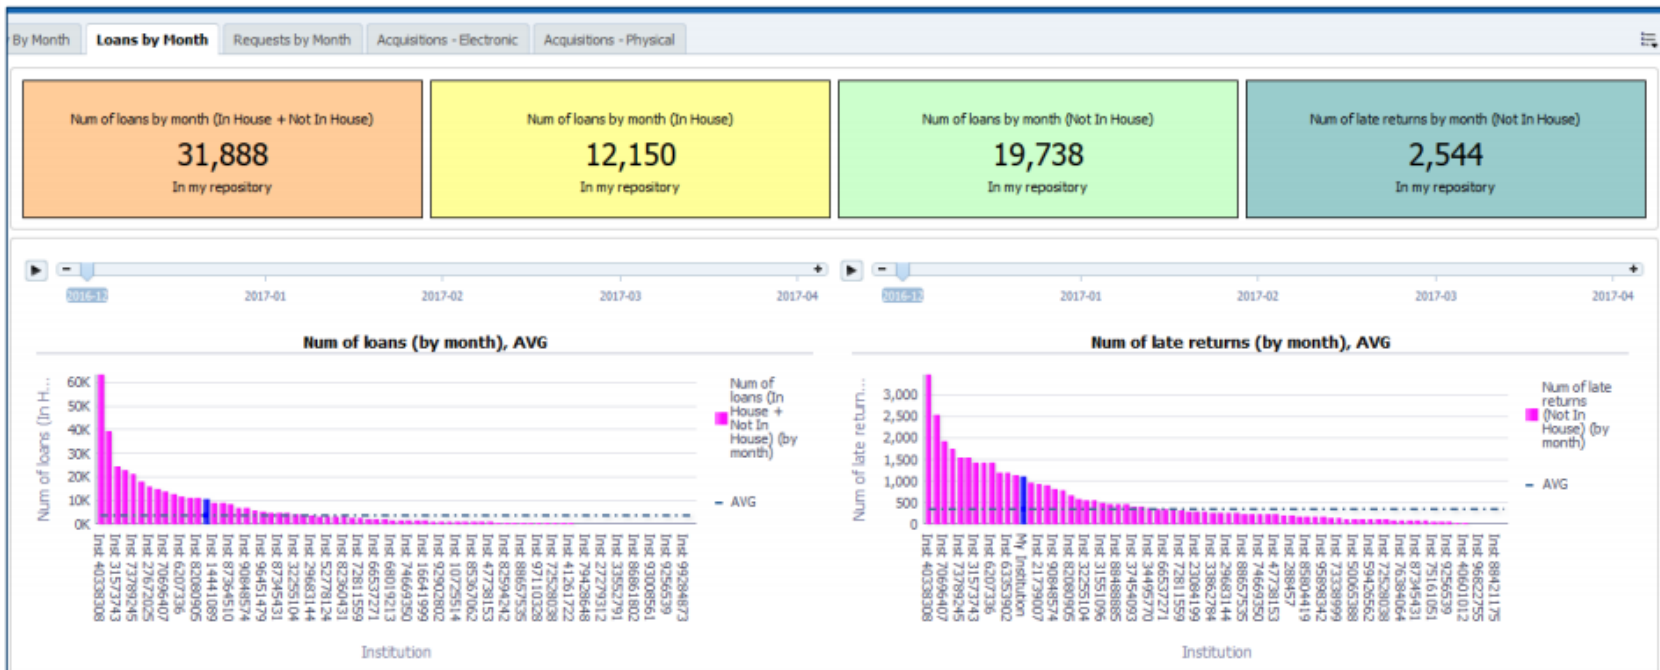 By Month
Loans by Month
Requests by Month
Acquisitions - Electronic
Acquisitions - Physical
Num of loans by month (In House + Not In House)
31,888
In my repository
Num of loans by month (In House)
12,150
In my repository
Num of loans by month (Not In House)
19,738
In my repository
Num of late returns by month (Not In House)
2,544
In my repository
2016-12
2017-01
2017-02
2017-03
2017-04
2016-12
2017-01
2017-02
2017-03
2017-04
Num of loans (by month), AVG
Num of loans (In H...
60K
50K
40K
30K
20K
10K
0K
Inst 40338308
Inst 31573743
Inst 73789245
Inst 27672025
Inst 70696407
Inst 6207336
Inst 82080905
Inst 14441089
Inst 87364510
Inst 90848574
Inst 96451479
Inst 87345431
Inst 32255104
Inst 29683144
Inst 52778124
Inst 82360431
Inst 72811559
Inst 66537271
Inst 68019213
Inst 74669350
Inst 16641999
Inst 92902802
Inst 10725514
Inst 85367062
Inst 47738153
Inst 82594242
Inst 88657535
Inst 97110328
Inst 72528038
Inst 41261722
Inst 79428648
Inst 27279312
Inst 33552791
Inst 86861802
Inst 93008561
Inst 9256539
Inst 99284873
Institution
Num of
loans (In
House +
Not In
House) (by
month)
AVG
Num of late returns (by month), AVG
Num of late return...
3,000
2,500
2,000
1,500
1,000
500
0
Inst 40338308
Inst 70696407
Inst 73789245
Inst 31573743
Inst 6207336
Inst 63353902
My Institution
Inst 21739007
Inst 90848574
Inst 82080905
Inst 32255104
Inst 31551096
Inst 88488885
Inst 37454093
Inst 34495770
Inst 66537271
Inst 72811559
Inst 23084199
Inst 33862784
Inst 29683144
Inst 88657535
Inst 74669350
Inst 47738153
Inst 288457
Inst 85804419
Inst 95898342
Inst 73338999
Inst 50065388
Inst 59426562
Inst 72528038
Inst 76384064
Inst 87345431
Inst 75161051
Inst 9256539
Inst 40601012
Inst 96822755
Inst 88421175
Institution
Num of late
returns
(Not In
House) (by
month)
AVG